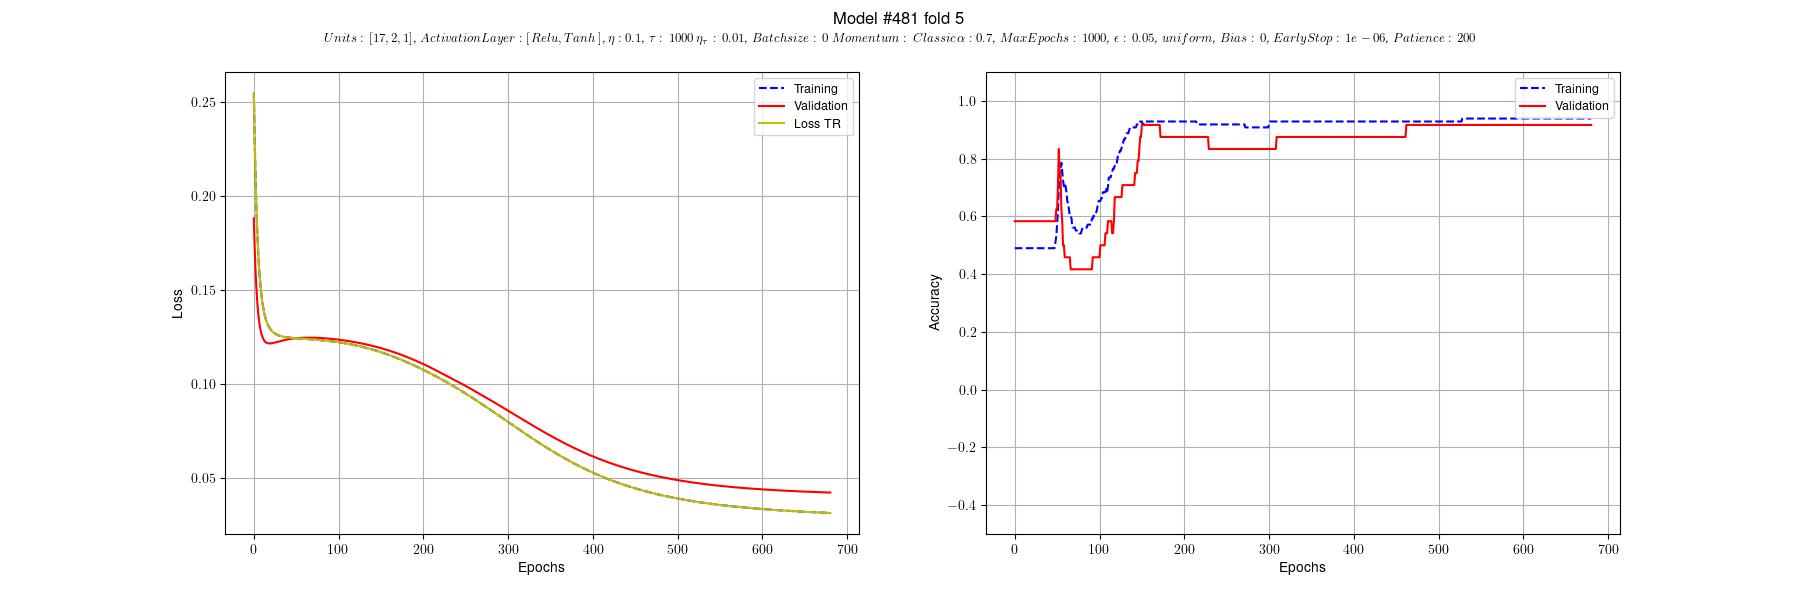 Model #481 fold 5
Units : [17, 2, 1], ActivationLayer : [Relu, Tanh], η : 0.1, τ : 1000 η_τ : 0.01, Batchsize : 0 Momentum : Classicα : 0.7, MaxEpochs : 1000, ϵ : 0.05, uniform, Bias : 0, EarlyStop : 1e − 06, Patience : 200
Training
Validation
Loss TR
0.25
0.20
0.15
0.10
0.05
Loss
0 100 200 300 400 500 600 700
Epochs
Training
Validation
1.0
0.8
0.6
0.4
0.2
0.0
−0.2
−0.4
Accuracy
0 100 200 300 400 500 600 700
Epochs